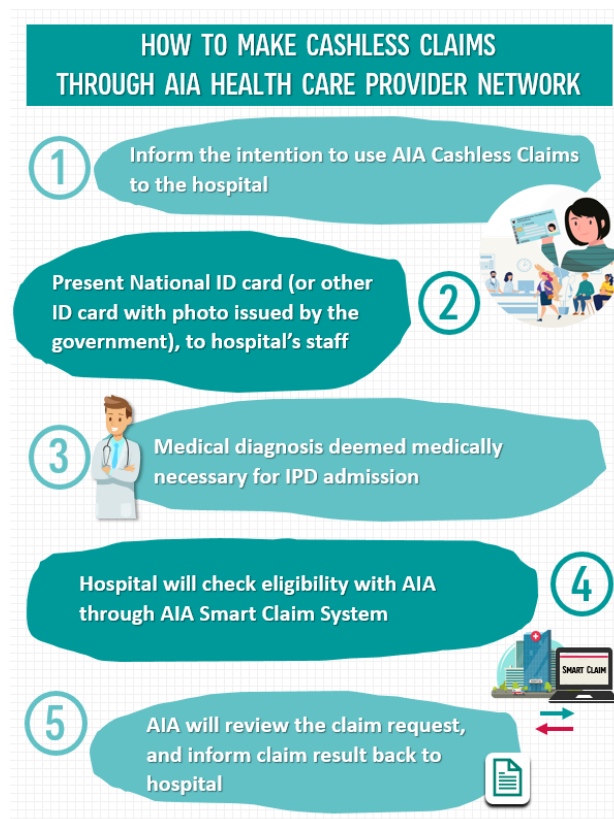 HOW TO MAKE CASHLESS CLAIMS
THROUGH AIA HEALTH CARE PROVIDER NETWORK
1
Inform the intention to use AIA Cashless Claims
to the hospital
Present National ID card (or other
ID card with photo issued by the
government), to hospital's staff
2
3
Medical diagnosis deemed medically
necessary for IPD admission
Hospital will check eligibility with AIA
through AIA Smart Claim System
4
SMART CLAIM
5
AIA will review the claim request,
and inform claim result back to
hospital